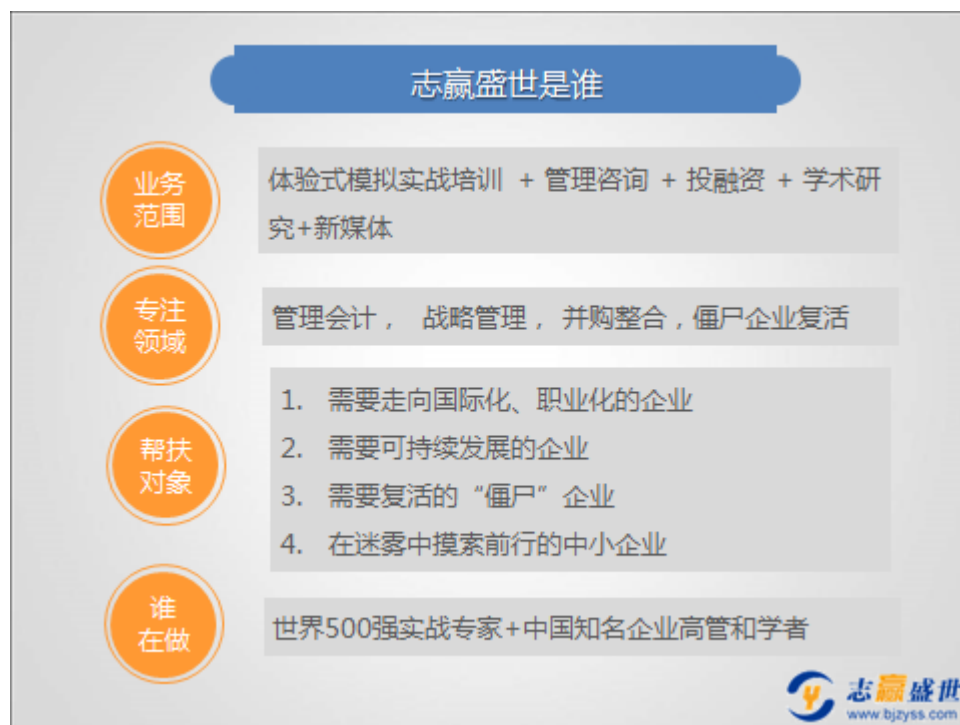 志赢盛世是谁
业务
范围
体验式模拟实战培训 + 管理咨询 + 投融资 + 学术研
究+新媒体
专注
领域
管理会计， 战略管理， 并购整合，僵尸企业复活
帮扶
对象
1. 需要走向国际化、职业化的企业
2. 需要可持续发展的企业
3. 需要复活的“僵尸”企业
4. 在迷雾中摸索前行的中小企业
谁
在做
世界500强实战专家+中国知名企业高管和学者
志赢盛世
www.bjzyss.com